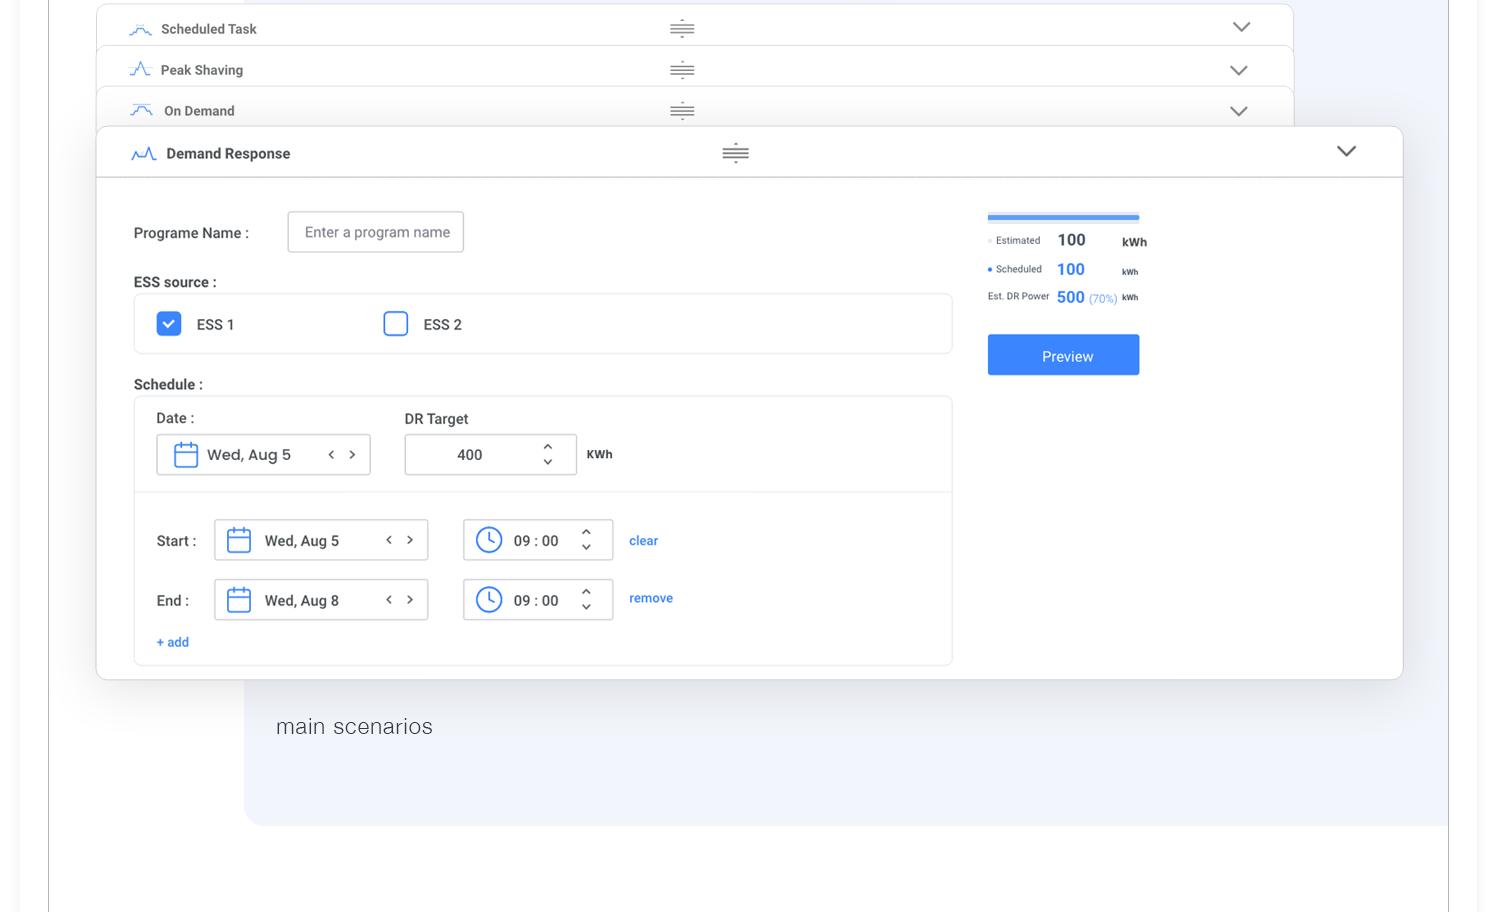 Scheduled Task
Peak Shaving
On Demand
Demand Response
Programe Name :
Enter a program name
ESS source :
ESS 1
ESS 2
Estimated 100 kWh
Scheduled 100 kWh
Est. DR Power 500 (70%) kWh
Preview
Schedule :
Date :
DR Target
Wed, Aug 5 < >
400
KWh
Start : Wed, Aug 5 < > 09 : 00 clear
End : Wed, Aug 8 < > 09 : 00 remove
+ add
main scenarios